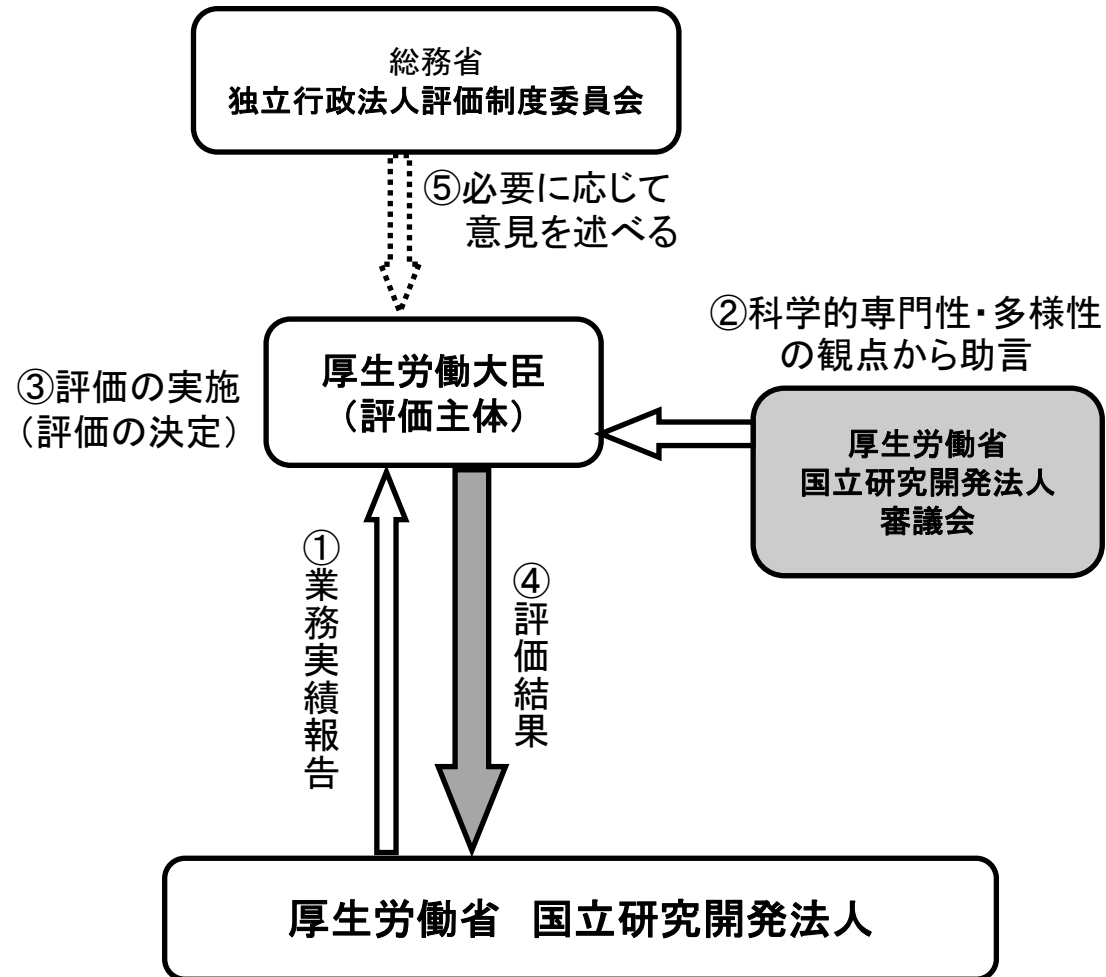 総務省
独立行政法人評価制度委員会
⑤必要に応じて
意見を述べる
②科学的専門性・多様性
の観点から助言
③評価の実施
（評価の決定）
厚生労働大臣
（評価主体）
厚生労働省
国立研究開発法人
審議会
①業務実績報告
④評価結果
厚生労働省　国立研究開発法人